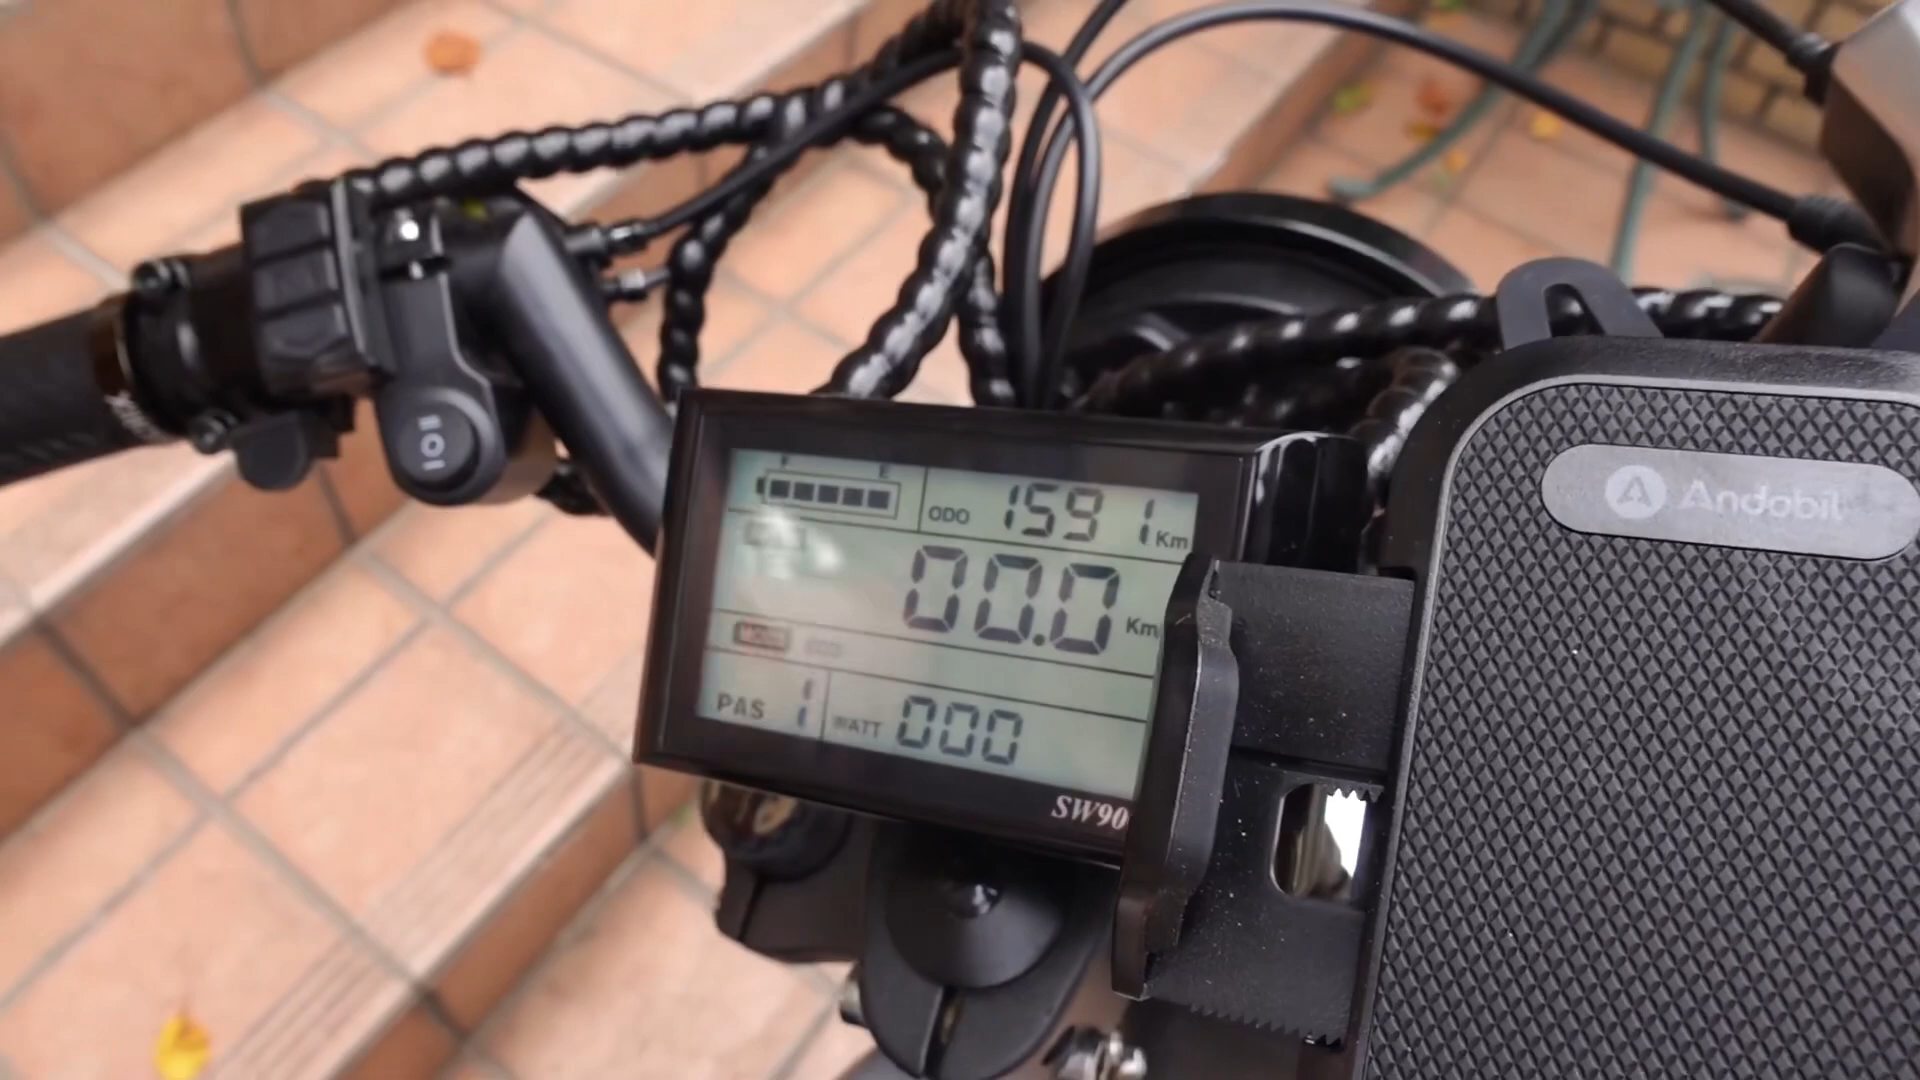 F E
ODO 1591 Km
00.0 Km
PAS 1 WATT 000
SW90
Andobil